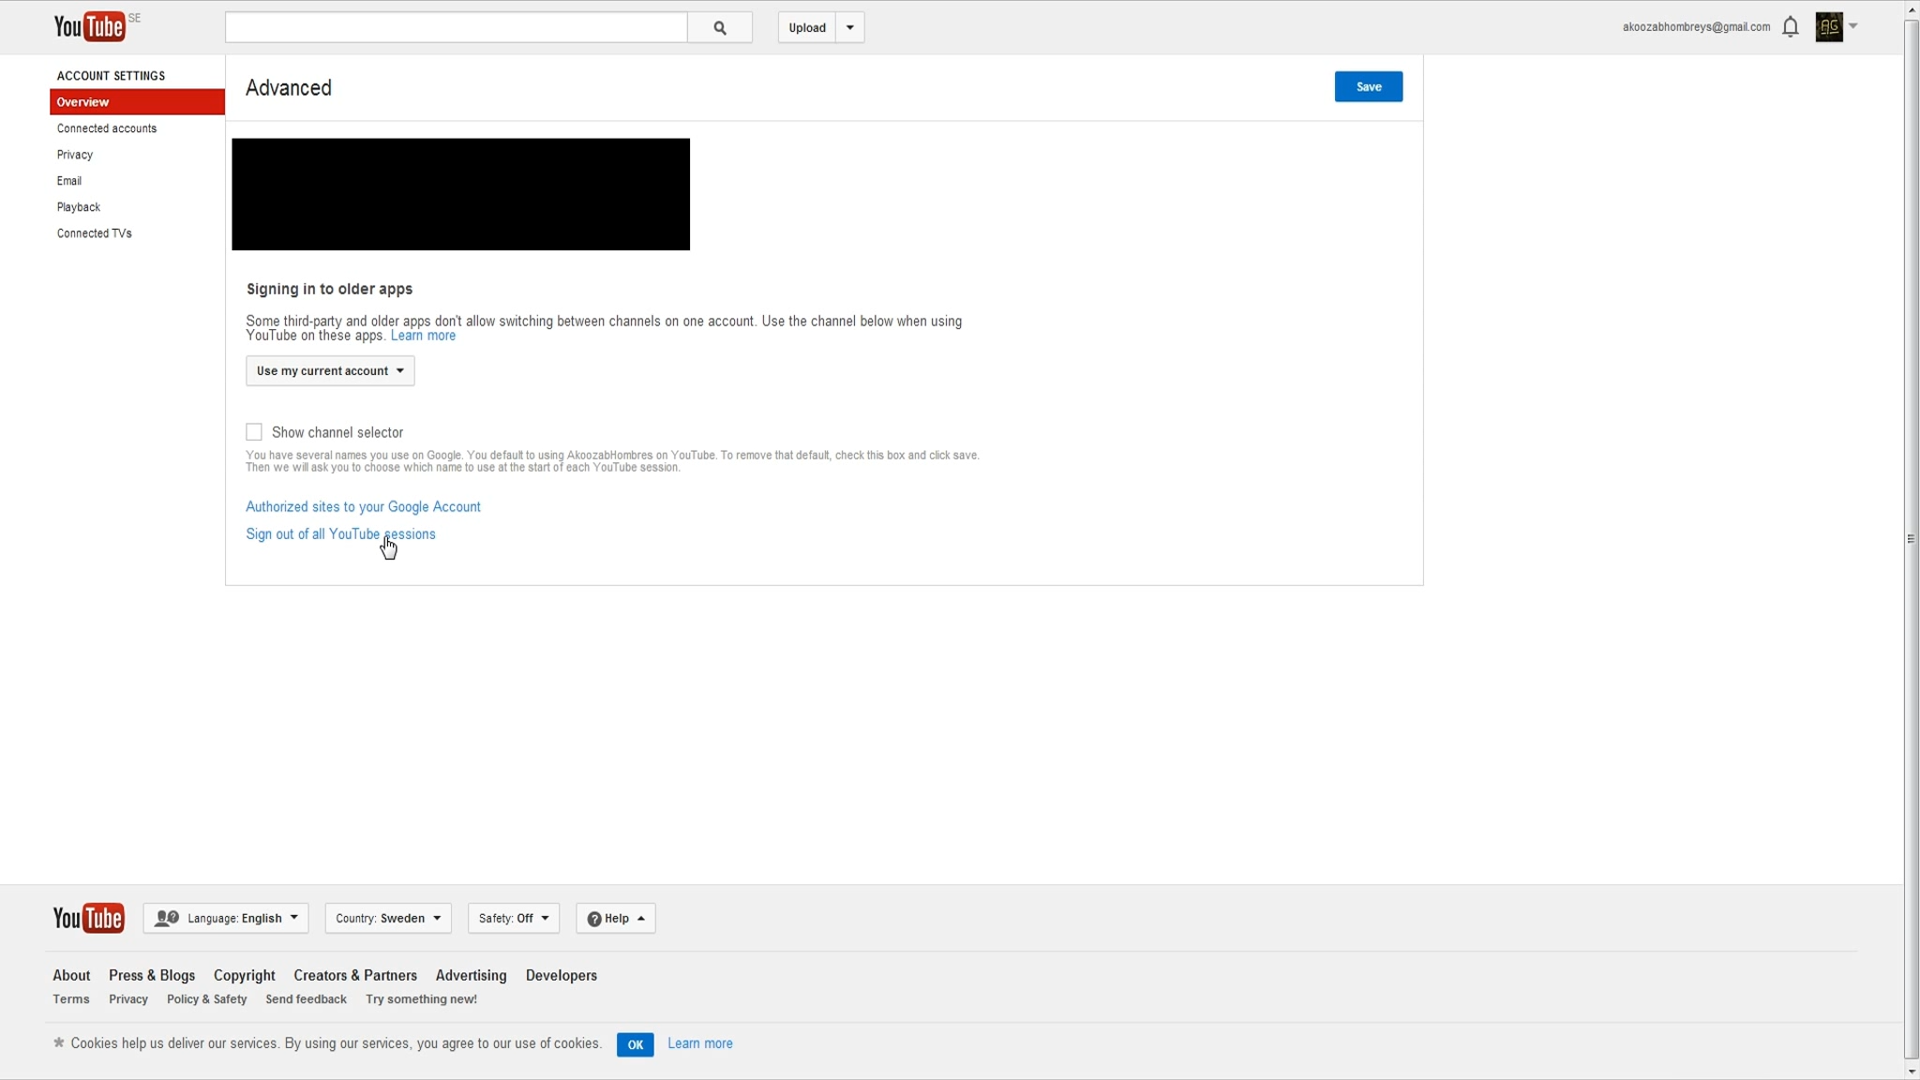 YouTube SE
Upload
akoozabhombreys@gmail.com
AG
ACCOUNT SETTINGS
Overview
Connected accounts
Privacy
Email
Playback
Connected TVs
Advanced
Save
Signing in to older apps
Some third-party and older apps don't allow switching between channels on one account. Use the channel below when using
YouTube on these apps. Learn more
Use my current account
Show channel selector
You have several names you use on Google. You default to using AkoozabHombres on YouTube. To remove that default, check this box and click save.
Then we will ask you to choose which name to use at the start of each YouTube session.
Authorized sites to your Google Account
Sign out of all YouTube sessions
YouTube
Language: English
Country: Sweden
Safety: Off
Help
About Press & Blogs Copyright Creators & Partners Advertising Developers
Terms Privacy Policy & Safety Send feedback Try something new!
* Cookies help us deliver our services. By using our services, you agree to our use of cookies. OK Learn more